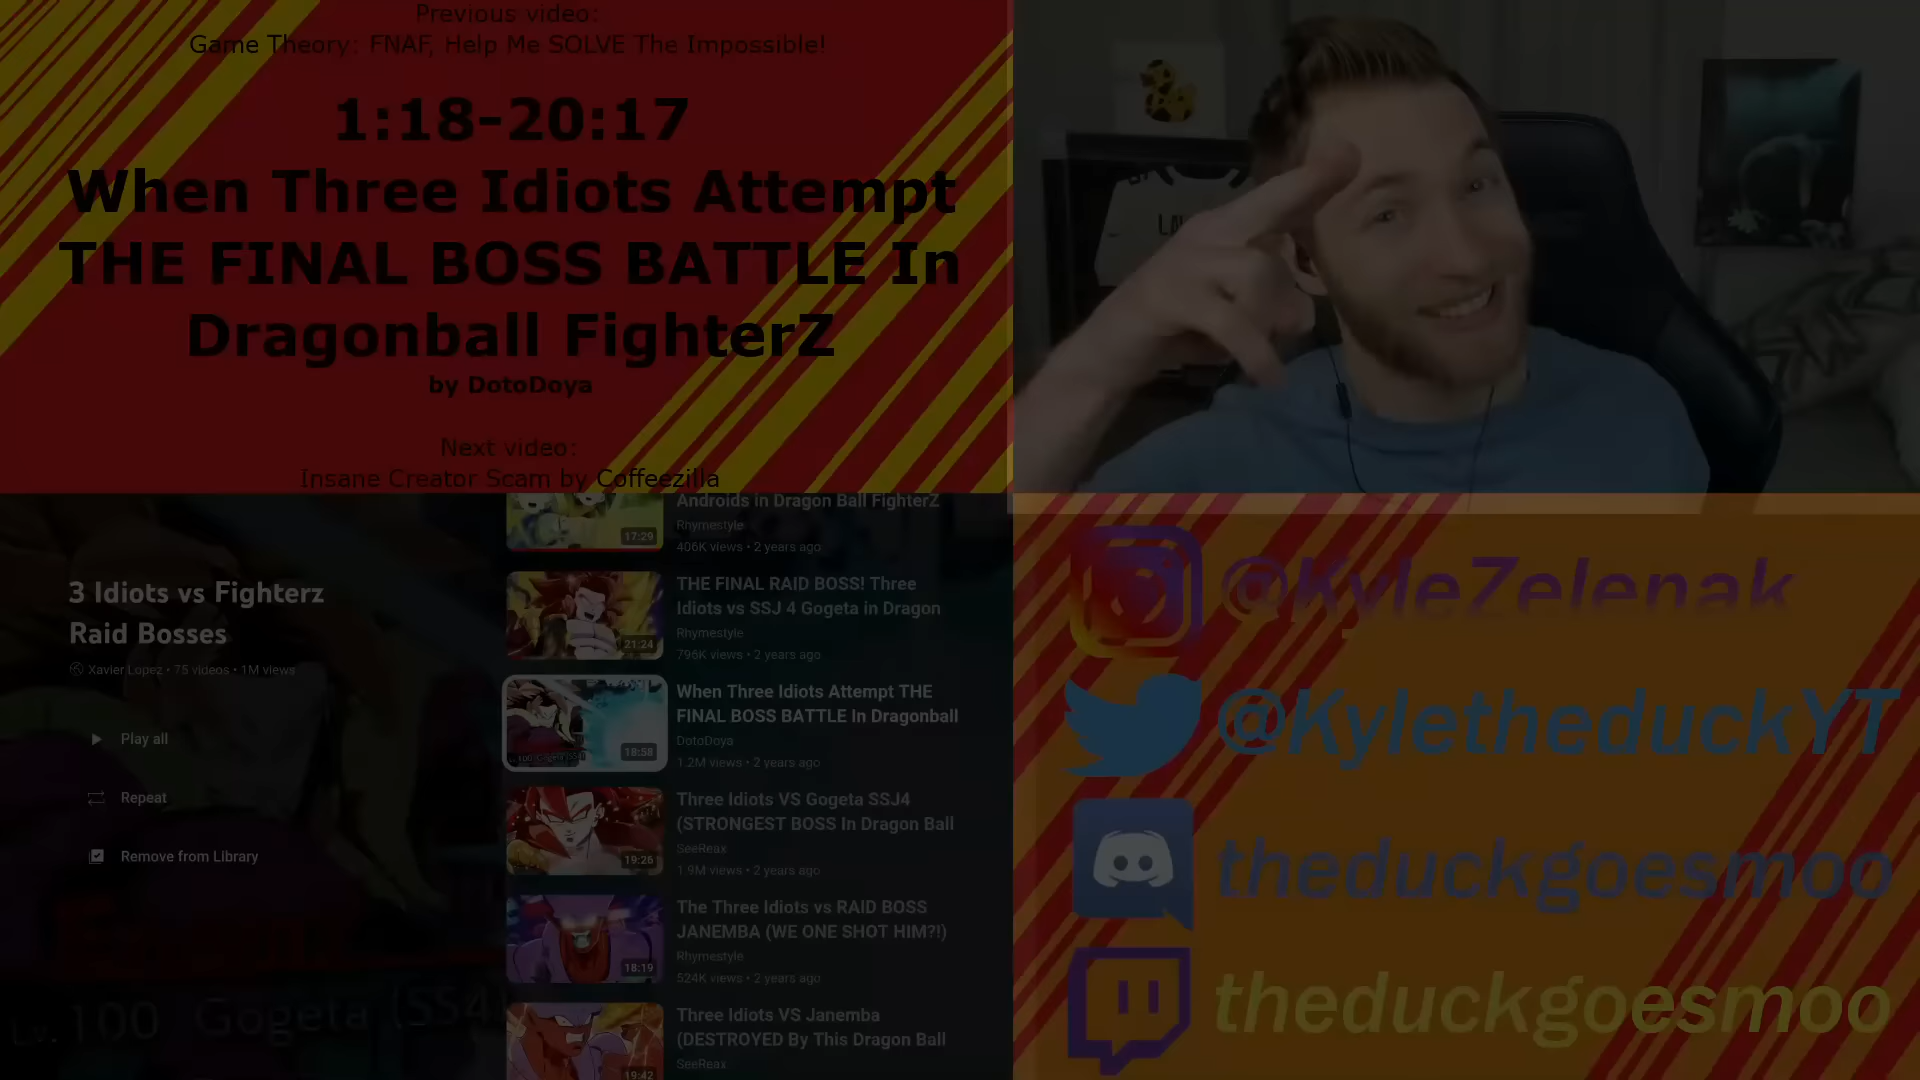 Previous video:
Game Theory: FNAF, Help Me SOLVE The Impossible!
1:18-20:17
When Three Idiots Attempt
THE FINAL BOSS BATTLE In
Dragonball FighterZ
by DotoDoya
Next video:
Insane Creator Scam by Coffeezilla
3 Idiots vs Fighterz
Raid Bosses
Xavier Lopez • 75 videos • 1M views
Play all
Repeat
Remove from Library
Lv. 100 Gogeta (SS4)
Androids in Dragon Ball FighterZ
Rhymestyle
406K views • 2 years ago
17:29
THE FINAL RAID BOSS! Three
Idiots vs SSJ 4 Gogeta in Dragon
Rhymestyle
796K views • 2 years ago
21:24
When Three Idiots Attempt THE
FINAL BOSS BATTLE In Dragonball
DotoDoya
1.2M views • 2 years ago
18:58
Three Idiots VS Gogeta SSJ4
(STRONGEST BOSS In Dragon Ball
SeeReax
1.9M views • 2 years ago
19:26
The Three Idiots vs RAID BOSS
JANEMBA (WE ONE SHOT HIM?!)
Rhymestyle
524K views • 2 years ago
18:19
Three Idiots VS Janemba
(DESTROYED By This Dragon Ball
SeeReax
19:42
@KyleZelenak
@KyletheduckYT
theduckgoesmoo
theduckgoesmoo